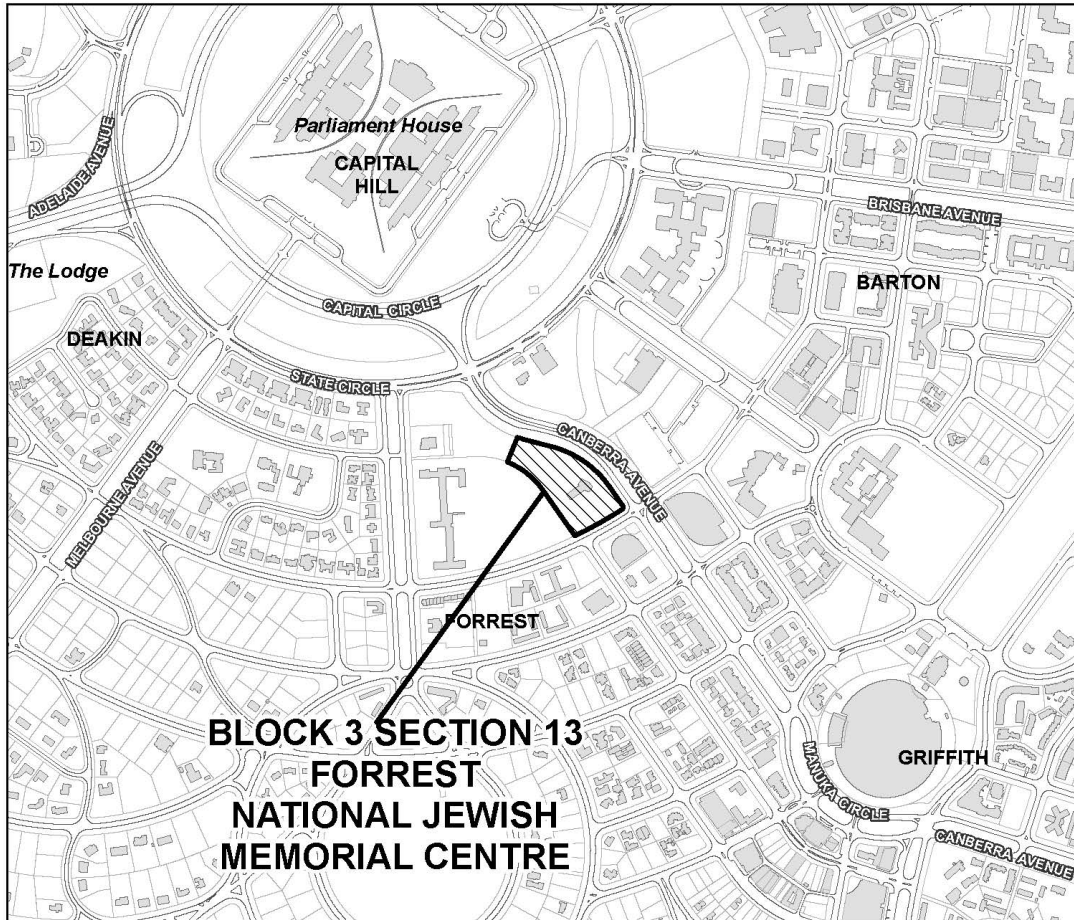 Parliament House
CAPITAL
HILL
ADELAIDE AVENUE
BRISBANE AVENUE
The Lodge
BARTON
CAPITAL CIRCLE
DEAKIN
STATE CIRCLE
CANBERRA AVENUE
MELBOURNE AVENUE
FORREST
BLOCK 3 SECTION 13
FORREST
NATIONAL JEWISH
MEMORIAL CENTRE
GRIFFITH
MANUKA CIRCLE
CANBERRA AVENUE